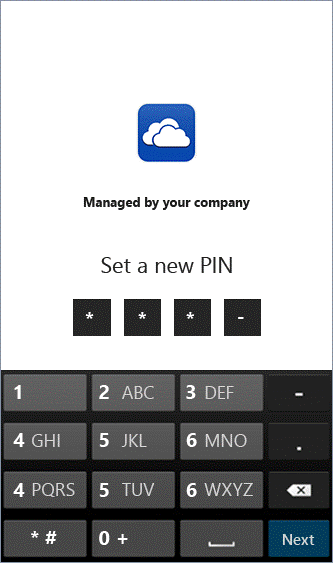 Managed by your company
Set a new PIN
* * * -
1 2 ABC 3 DEF -
4 GHI 5 JKL 6 MNO .
4 PQRS 5 TUV 6 WXYZ
* # 0 + Next